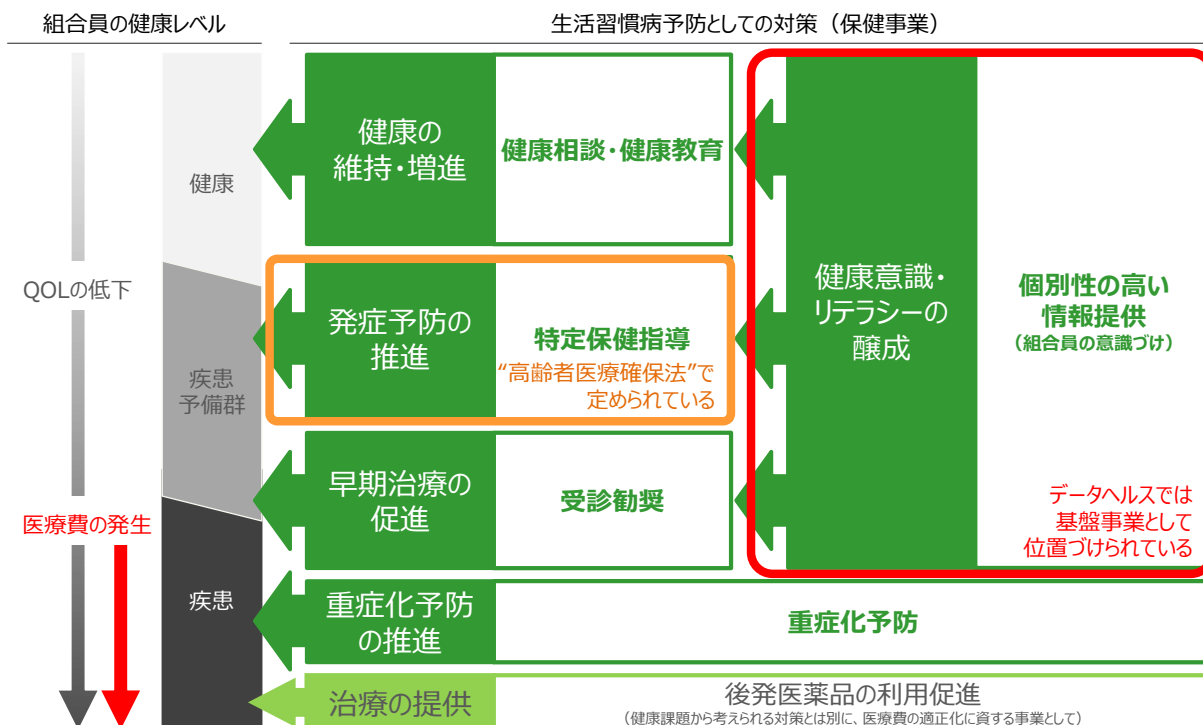 組合員の健康レベル
生活習慣病予防としての対策（保健事業）
QOLの低下
医療費の発生
健康
疾患
予備群
疾患
健康の
維持・増進
健康相談・健康教育
発症予防の
推進
特定保健指導
“高齢者医療確保法”で
定められている
早期治療の
促進
受診勧奨
健康意識・
リテラシーの
醸成
個別性の高い
情報提供
（組合員の意識づけ）
データヘルスでは
基盤事業として
位置づけられている
重症化予防
の推進
重症化予防
治療の提供
後発医薬品の利用促進
（健康課題から考えられる対策とは別に、医療費の適正化に資する事業として）